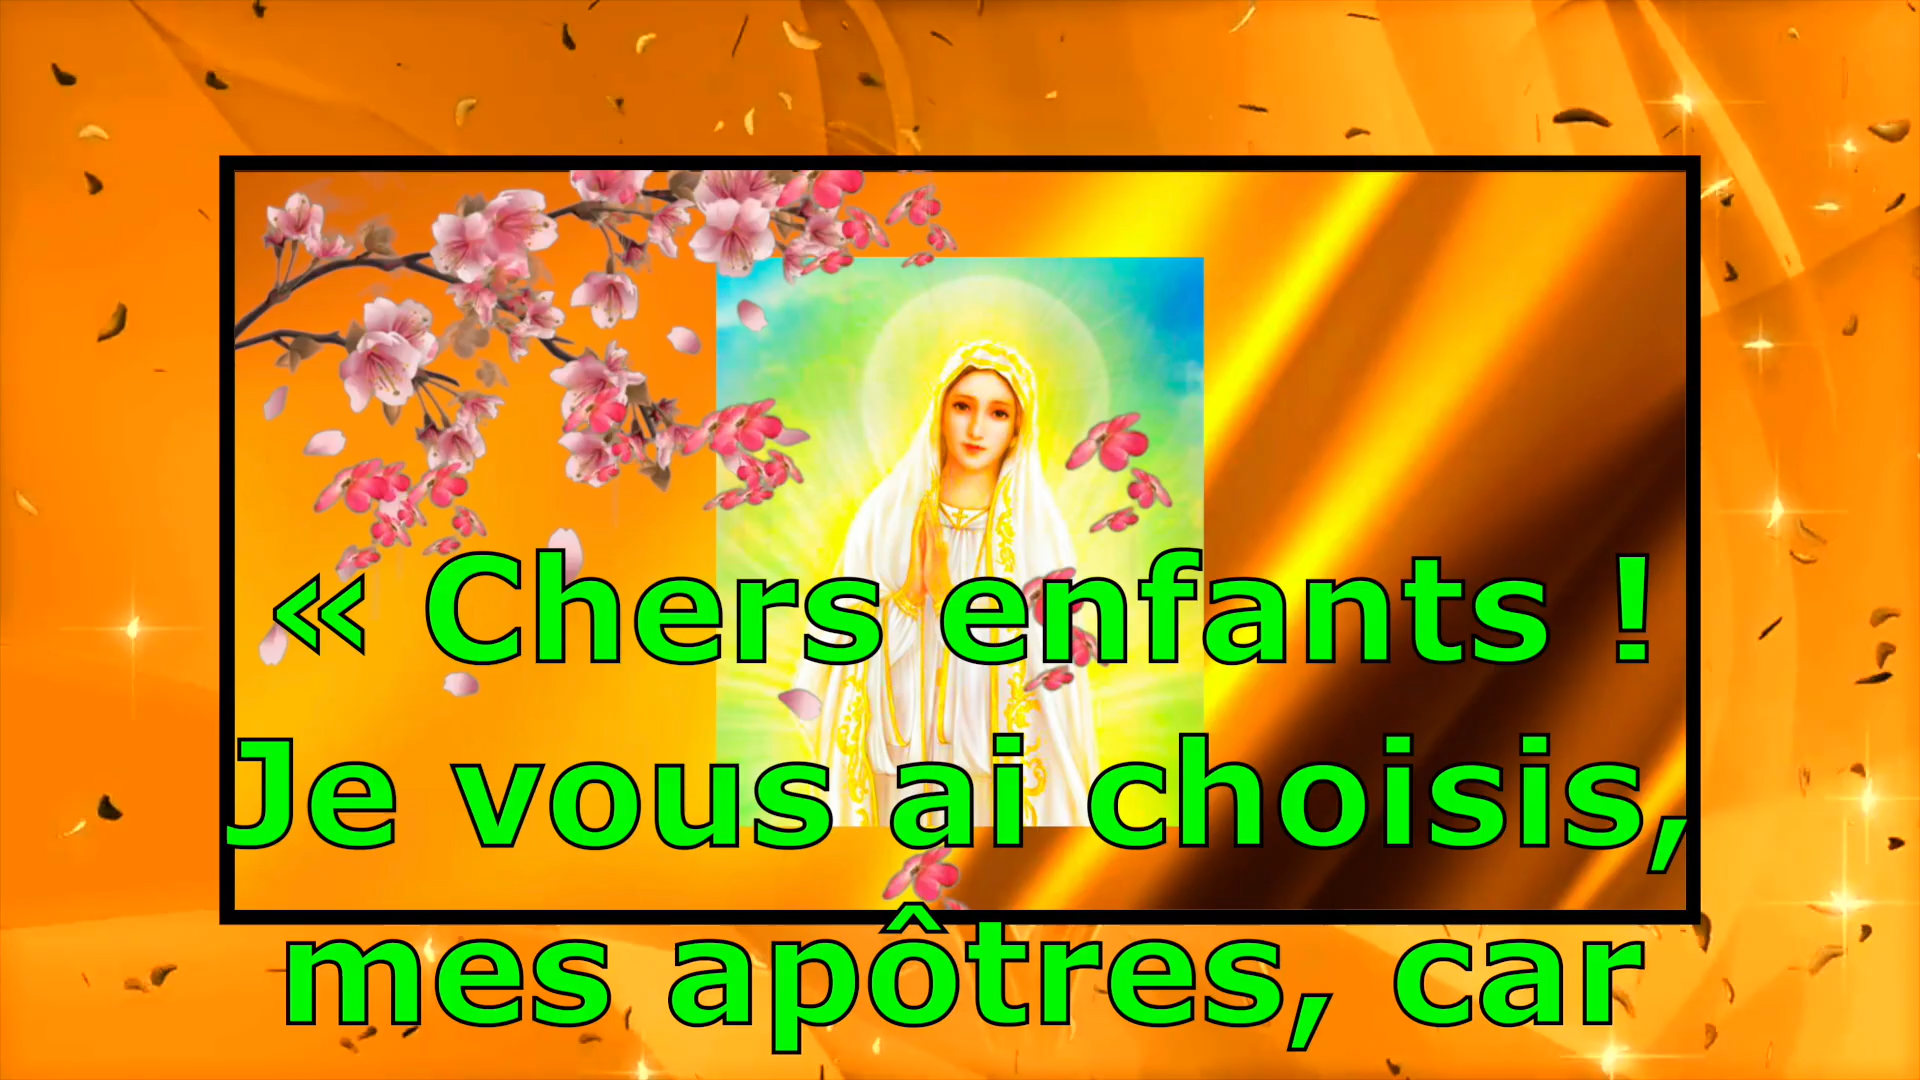 « Chers enfants !
Je vous ai choisis,
mes apôtres, car